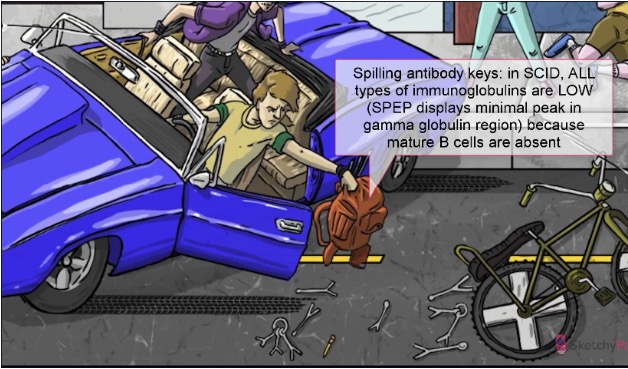 Spilling antibody keys: in SCID, ALL
types of immunoglobulins are LOW
(SPEP displays minimal peak in
gamma globulin region) because
mature B cells are absent